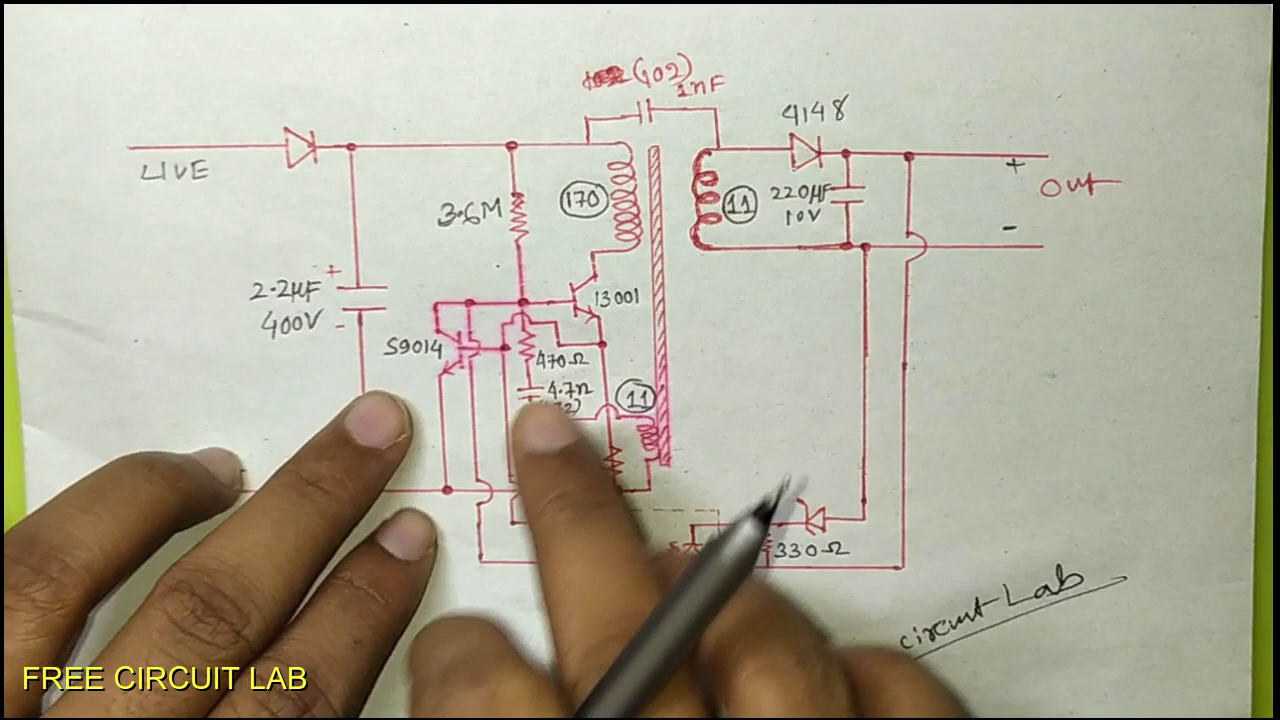 (102)
1nF
4148
LIVE
3.6M
170
11
220µF
10V
+
out
-
+
2.2µF
400V
-
13001
S9014
470Ω
4.7n
11
330Ω
circuit Lab
FREE CIRCUIT LAB